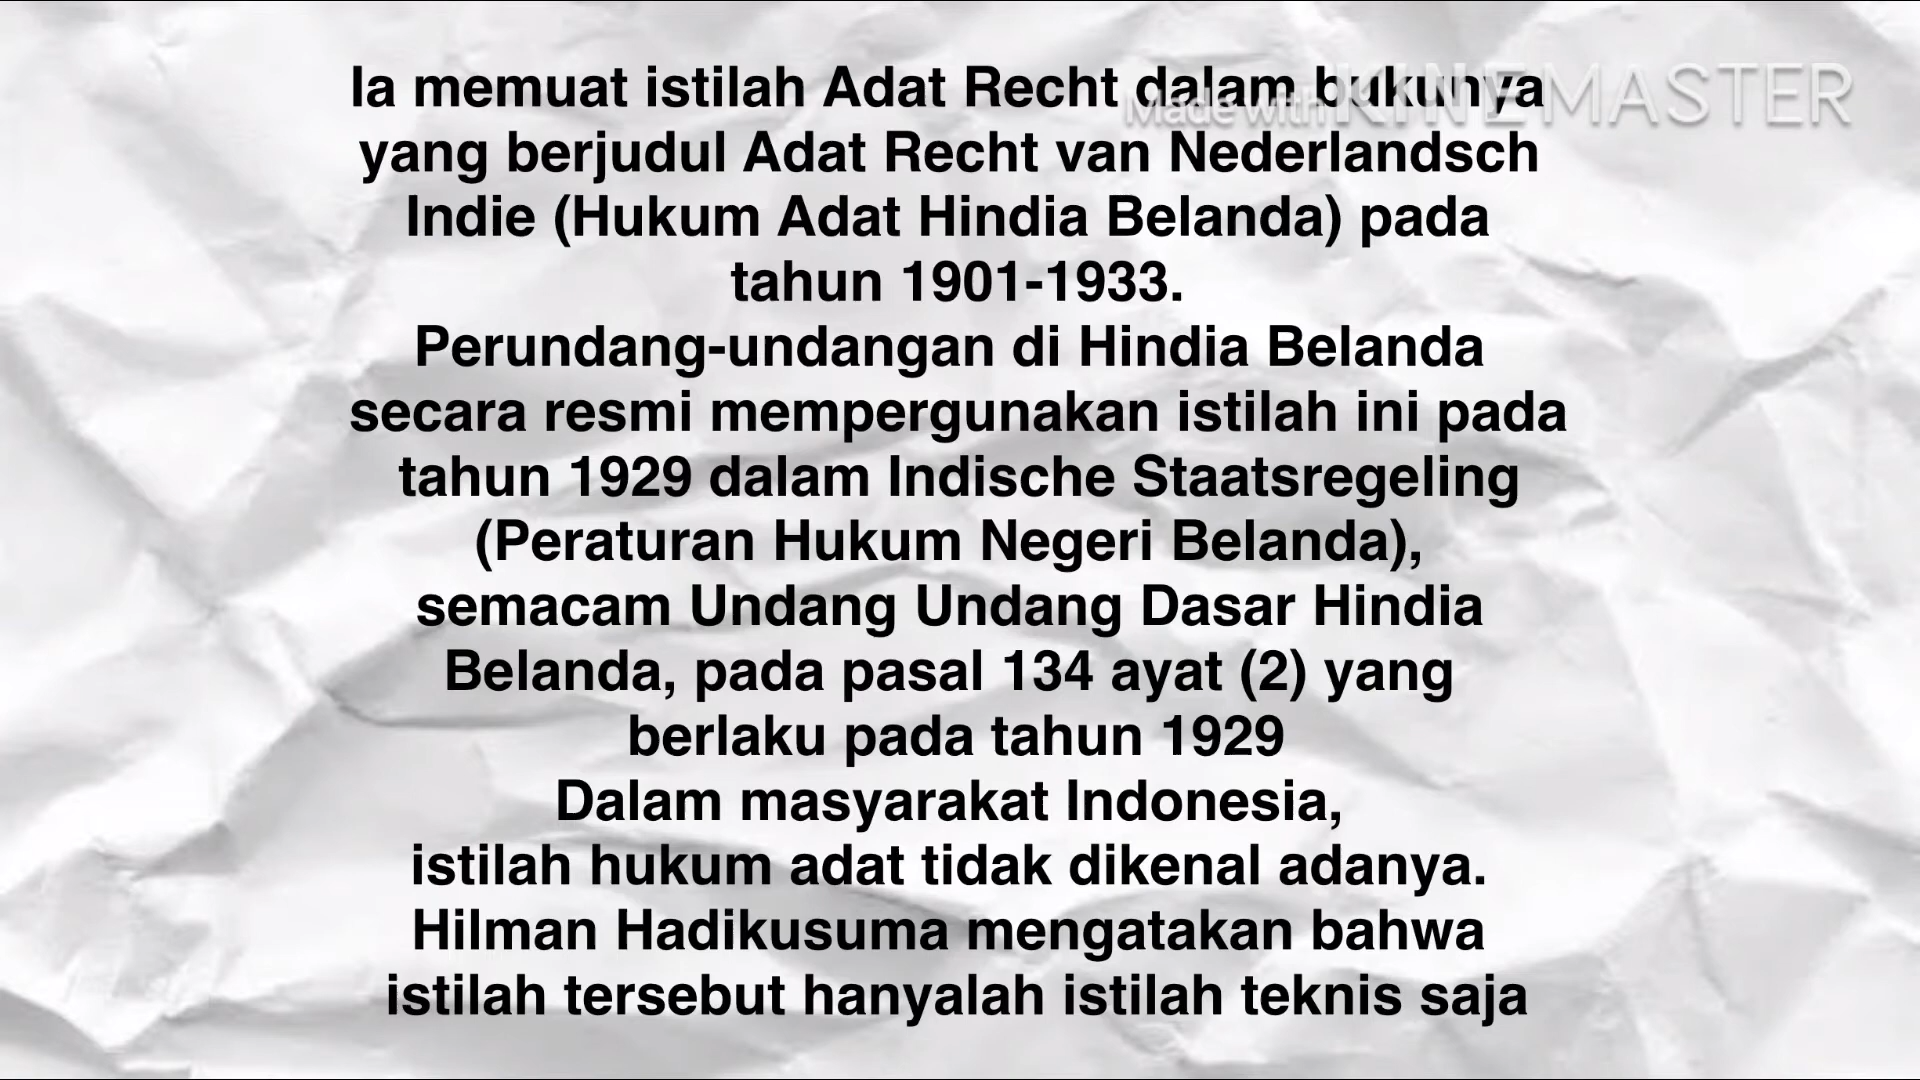 Ia memuat istilah Adat Recht dalam bukunya
Made with KINEMASTER
yang berjudul Adat Recht van Nederlandsch
Indie (Hukum Adat Hindia Belanda) pada
tahun 1901-1933.
Perundang-undangan di Hindia Belanda
secara resmi mempergunakan istilah ini pada
tahun 1929 dalam Indische Staatsregeling
(Peraturan Hukum Negeri Belanda),
semacam Undang Undang Dasar Hindia
Belanda, pada pasal 134 ayat (2) yang
berlaku pada tahun 1929
Dalam masyarakat Indonesia,
istilah hukum adat tidak dikenal adanya.
Hilman Hadikusuma mengatakan bahwa
istilah tersebut hanyalah istilah teknis saja